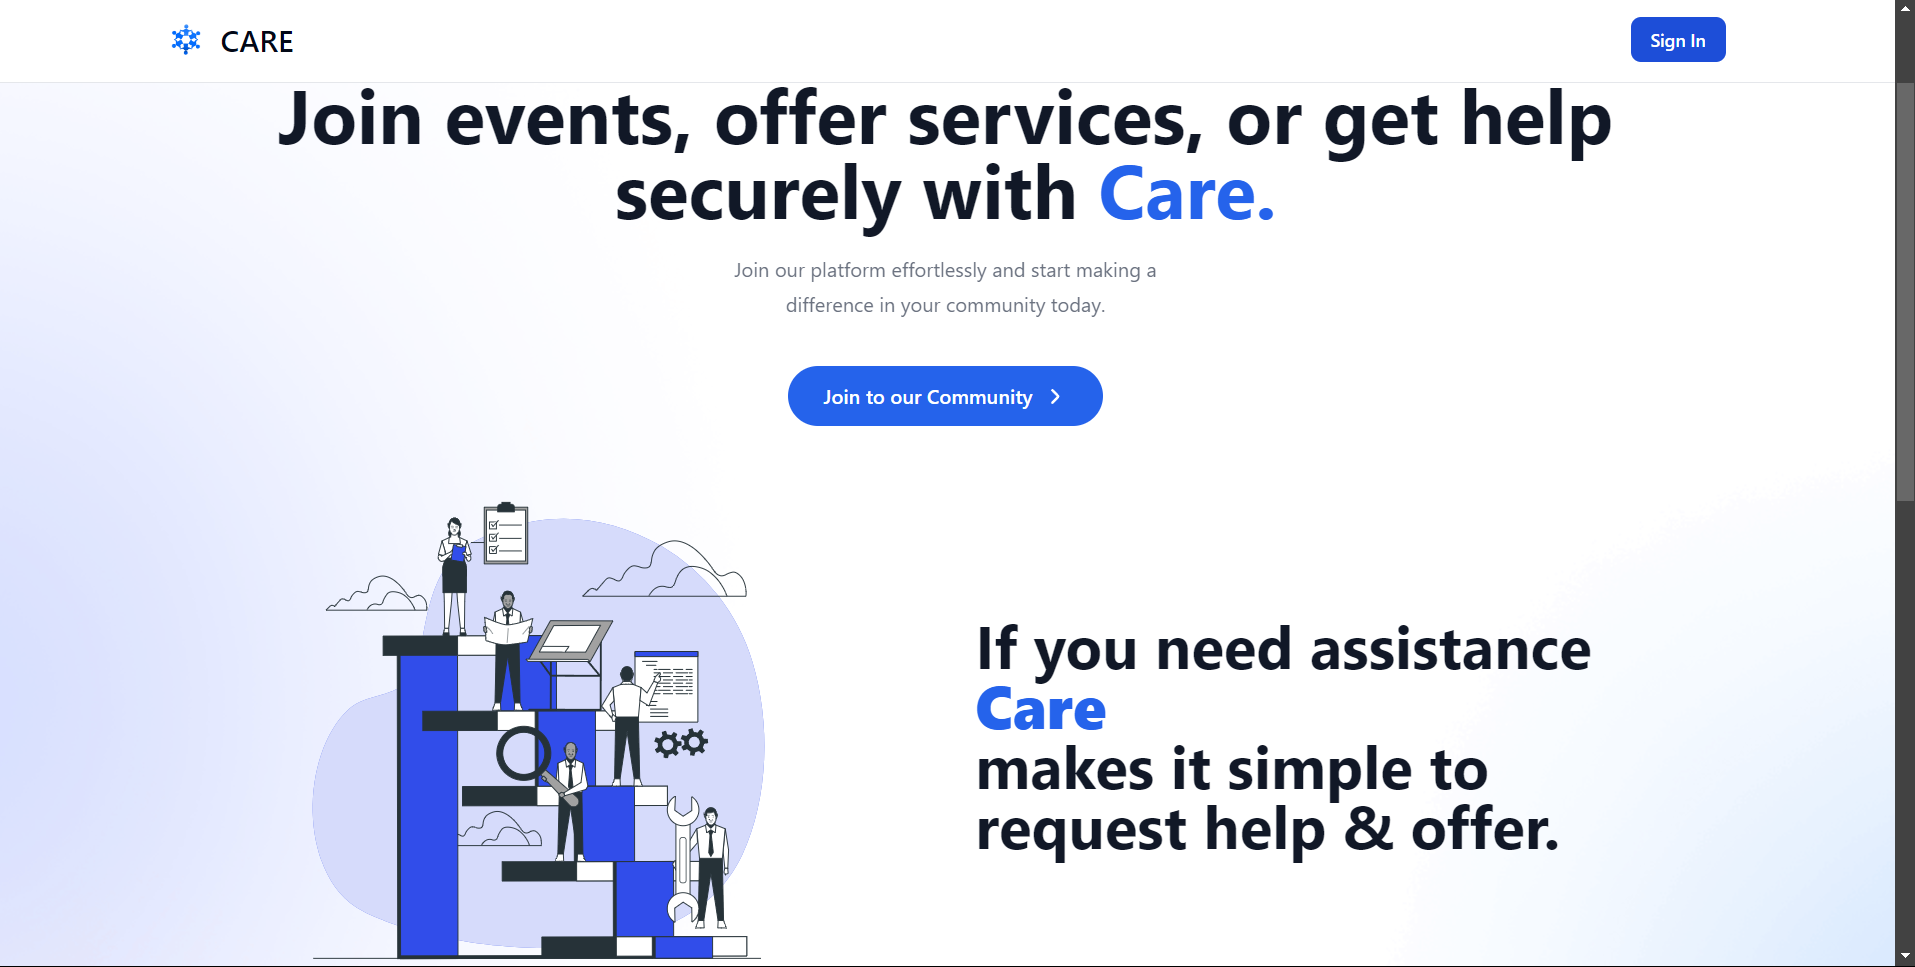 CARE
Sign In
Join events, offer services, or get help
securely with Care.
Join our platform effortlessly and start making a
difference in your community today.
Join to our Community
If you need assistance
Care
makes it simple to
request help & offer.